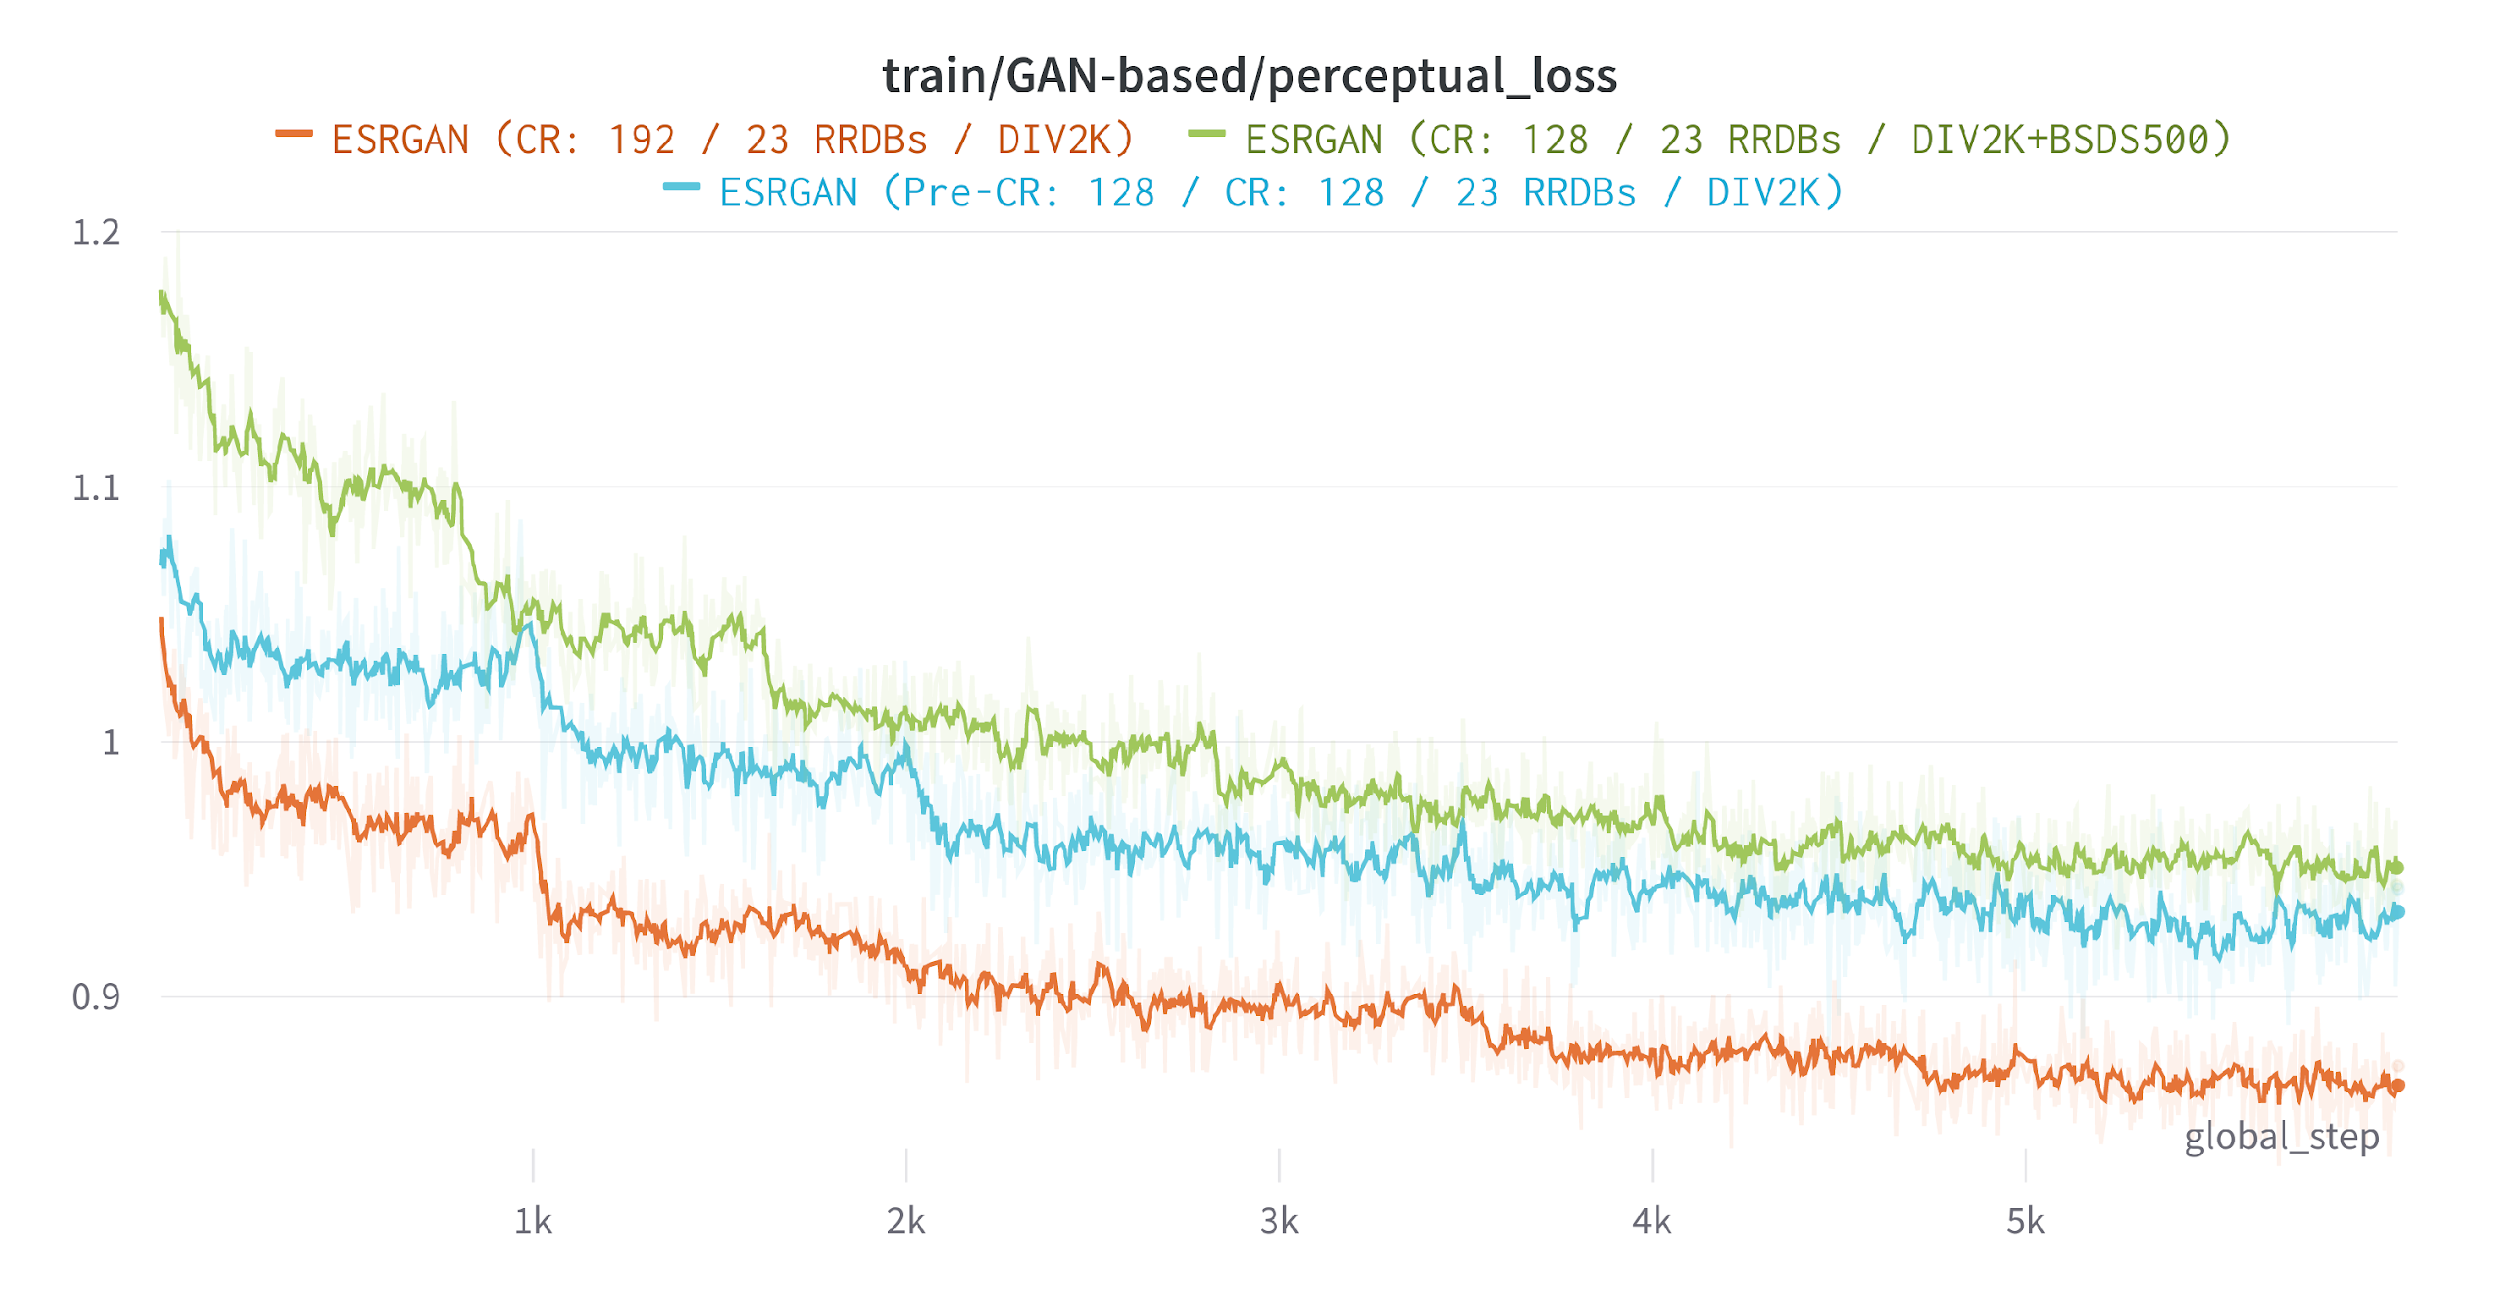 train/GAN-based/perceptual_loss
ESRGAN (CR: 192 / 23 RRDBs / DIV2K) ESRGAN (CR: 128 / 23 RRDBs / DIV2K+BSDS500)
ESRGAN (Pre-CR: 128 / CR: 128 / 23 RRDBs / DIV2K)
1.2
1.1
1
0.9
global_step
1k 2k 3k 4k 5k